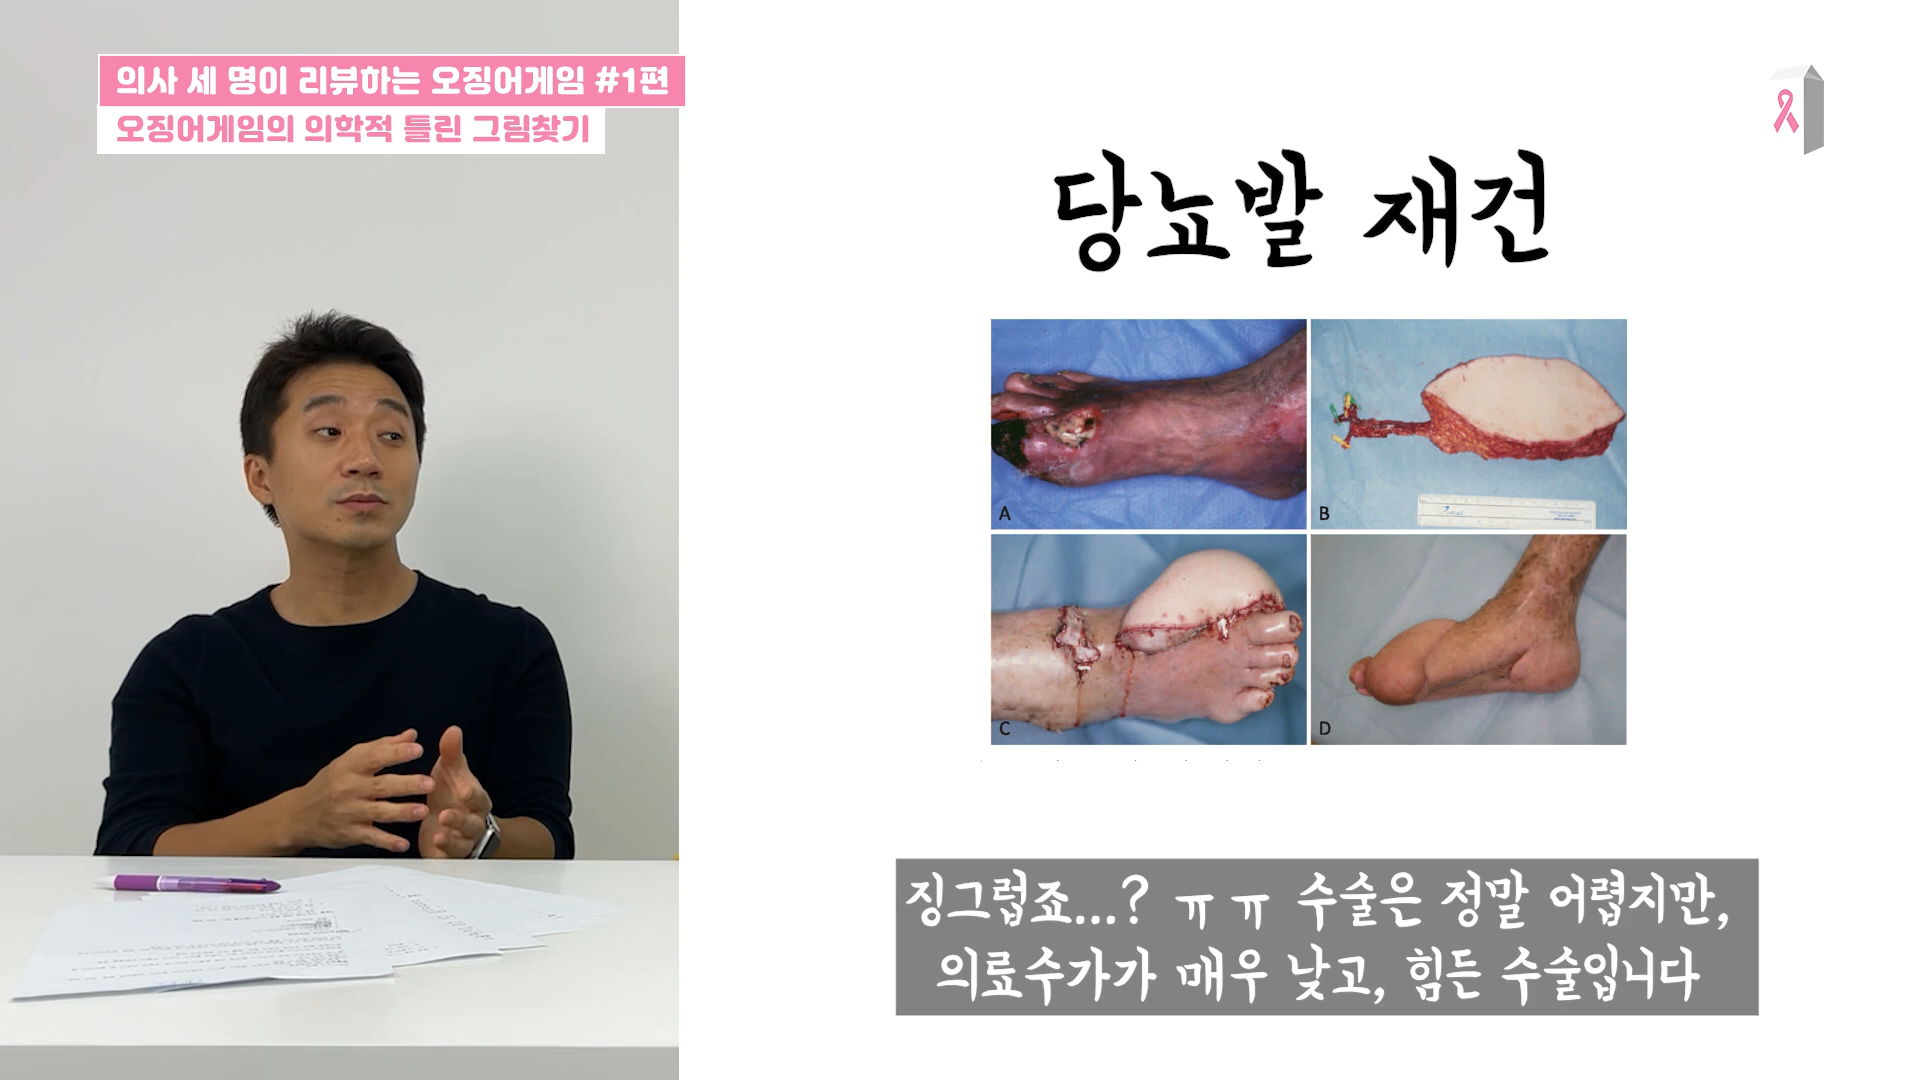 의사 세 명이 리뷰하는 오징어게임 #1편
오징어게임의 의학적 틀린 그림찾기
당뇨발 재건
A
B
C
D
징그럽죠...? ㅠㅠ 수술은 정말 어렵지만,
의료수가가 매우 낮고, 힘든 수술입니다